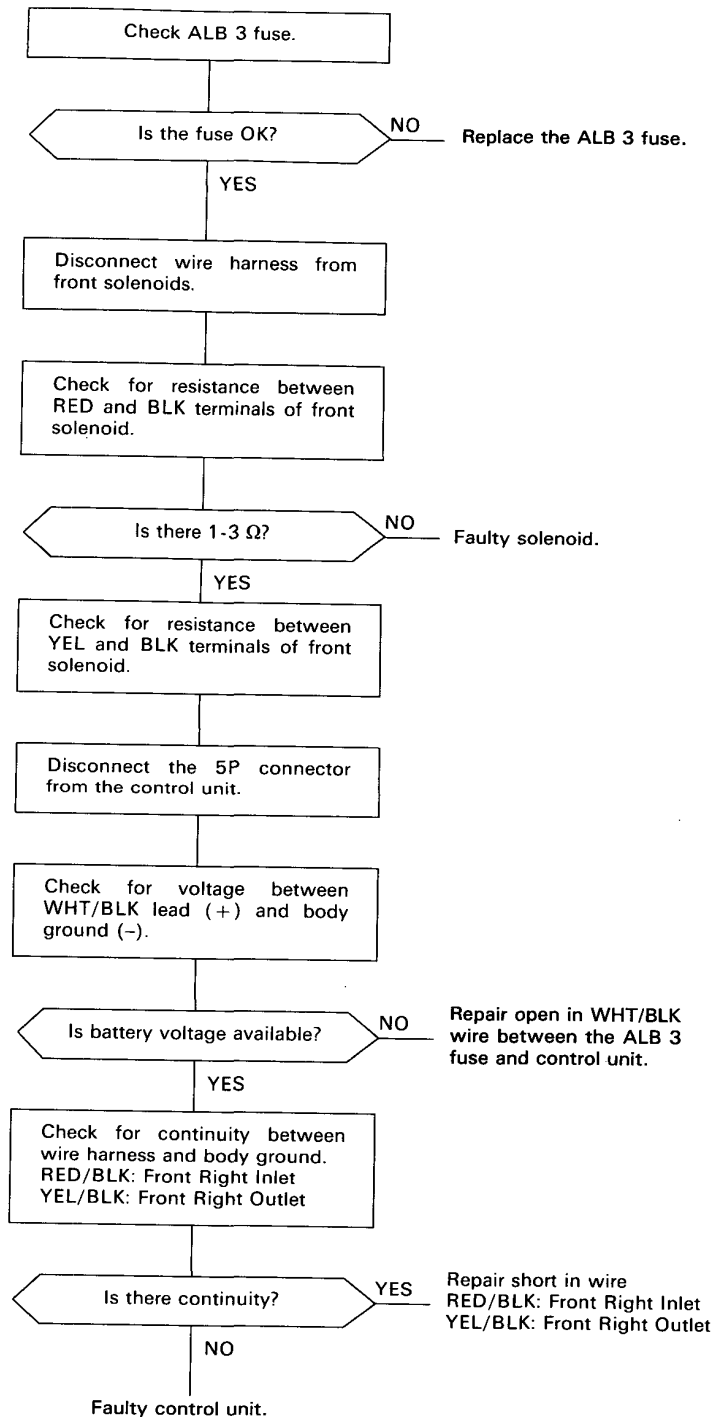 Check ALB 3 fuse.
Is the fuse OK?
NO
Replace the ALB 3 fuse.
YES
Disconnect wire harness from
front solenoids.
Check for resistance between
RED and BLK terminals of front
solenoid.
Is there 1-3 Ω?
NO
Faulty solenoid.
YES
Check for resistance between
YEL and BLK terminals of front
solenoid.
Disconnect the 5P connector
from the control unit.
Check for voltage between
WHT/BLK lead (+) and body
ground (–).
Is battery voltage available?
NO
Repair open in WHT/BLK
wire between the ALB 3
fuse and control unit.
YES
Check for continuity between
wire harness and body ground.
RED/BLK: Front Right Inlet
YEL/BLK: Front Right Outlet
Is there continuity?
YES
Repair short in wire
RED/BLK: Front Right Inlet
YEL/BLK: Front Right Outlet
NO
Faulty control unit.